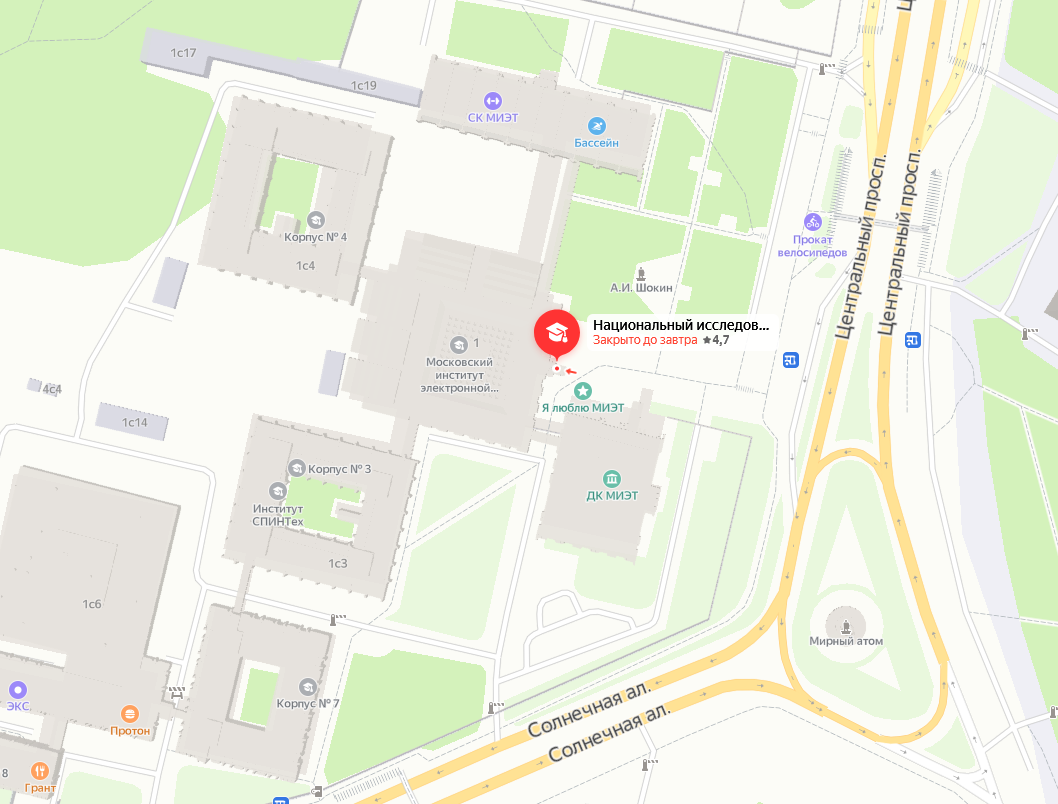 1с17
1с19
СК МИЭТ
Бассейн
Центральный просп.
Центральный просп.
Корпус № 4
1с4
Прокат
велосипедов
А.И. Шокин
Национальный исследов...
Закрыто до завтра ★4,7
1
Московский
институт
электронной...
Я люблю МИЭТ
4с4
1с14
Корпус № 3
Институт
СПИНТех
ДК МИЭТ
1с3
1с6
Мирный атом
Корпус № 7
ЭКС
Протон
Солнечная ал.
Солнечная ал.
8
Грант